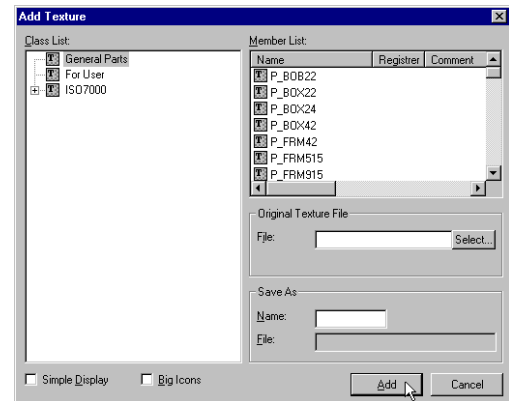 Add Texture
Class List:
General Parts
For User
ISO7000
Member List:
Name Registrer Comment
P_BOB22
P_BOX22
P_BOX24
P_BOX42
P_FRM42
P_FRM515
P_FRM915
Original Texture File
File:
Select...
Save As
Name:
File:
Simple Display
Big Icons
Add
Cancel